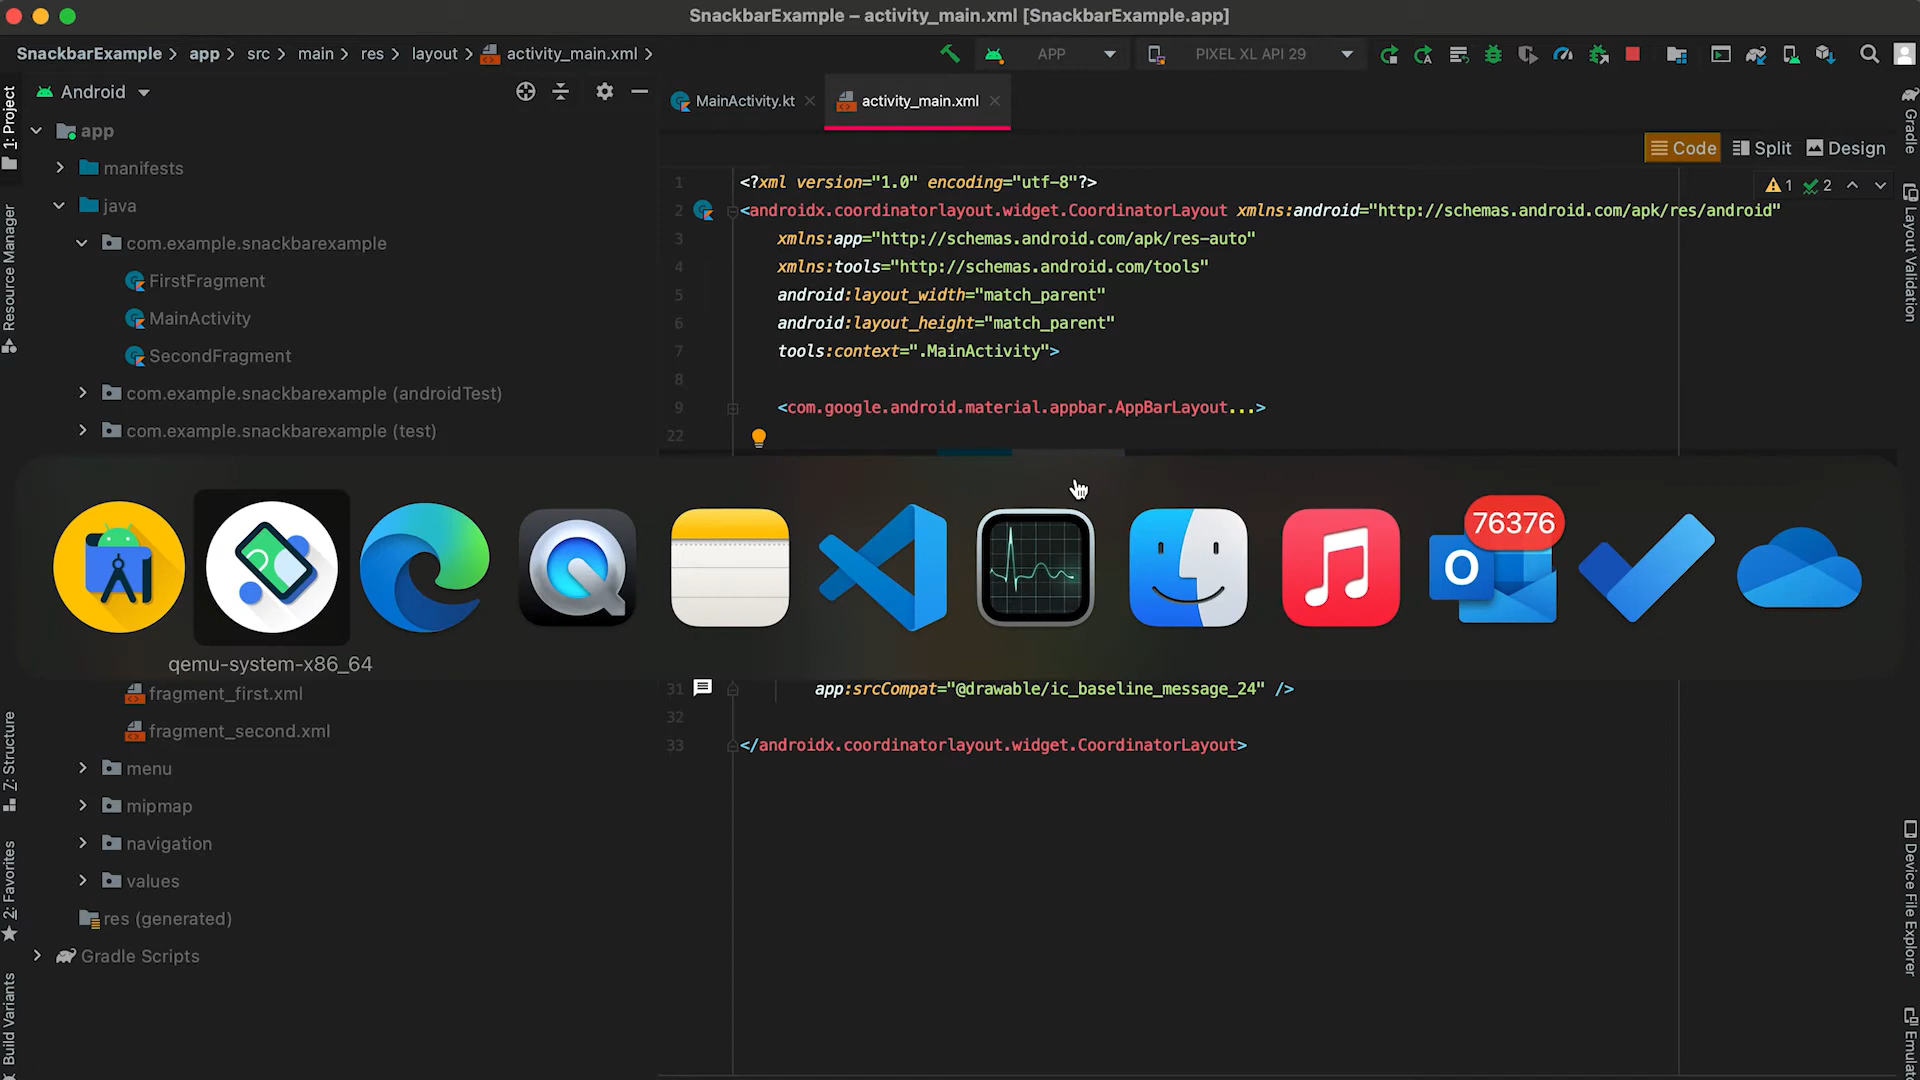 SnackbarExample – activity_main.xml [SnackbarExample.app]
SnackbarExample > app > src > main > res > layout > activity_main.xml >
APP
PIXEL XL API 29
1: Project
Resource Manager
Z: Structure
2: Favorites
Build Variants
Android
app
manifests
java
com.example.snackbarexample
FirstFragment
MainActivity
SecondFragment
com.example.snackbarexample (androidTest)
com.example.snackbarexample (test)
MainActivity.kt
activity_main.xml
Code
Split
Design
1
2
1 <?xml version="1.0" encoding="utf-8"?>
2 <androidx.coordinatorlayout.widget.CoordinatorLayout xmlns:android="http://schemas.android.com/apk/res/android"
3 xmlns:app="http://schemas.android.com/apk/res-auto"
4 xmlns:tools="http://schemas.android.com/tools"
5 android:layout_width="match_parent"
6 android:layout_height="match_parent"
7 tools:context=".MainActivity">
8
9 <com.google.android.material.appbar.AppBarLayout...>
22
76376
qemu-system-x86_64
fragment_first.xml
fragment_second.xml
menu
mipmap
navigation
values
res (generated)
Gradle Scripts
31 app:srcCompat="@drawable/ic_baseline_message_24" />
32
33 </androidx.coordinatorlayout.widget.CoordinatorLayout>
Gradle
Layout Validation
Device File Explorer